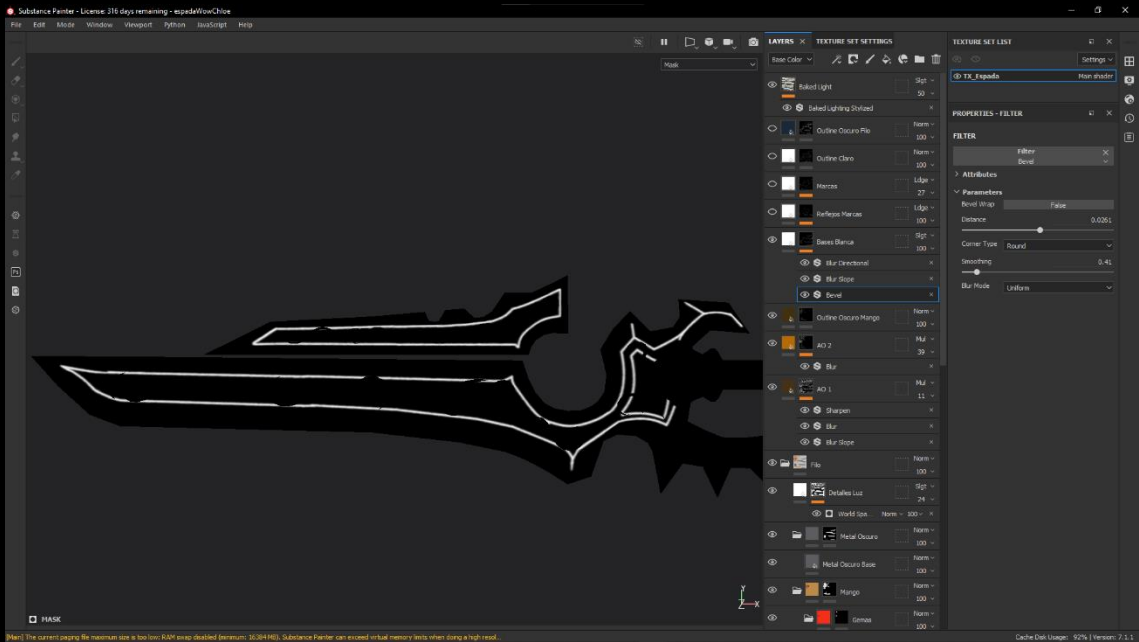 Substance Painter - License: 316 days remaining - espadaWowChloe
File Edit Mode Window Viewport Python JavaScript Help
Mask
LAYERS
TEXTURE SET SETTINGS
Base Color
Baked Light Slgt 50
Baked Lighting Stylized
Outline Oscuro Filo Norm 100
Outline Claro Norm 100
Marcas Ldge 27
Reflejos Marcas Ldge 100
Bases Blanca Slgt 100
Blur Directional
Blur Slope
Bevel
Outline Oscuro Mango Norm 100
AO 2 Mul 39
Blur
AO 1 Mul 11
Sharpen
Blur
Blur Slope
Filo Norm 100
Detalles Luz Slgt 24
World Spa... Norm 100
Metal Oscuro Norm 100
Metal Oscuro Base Norm 100
Mango Norm 100
Gemas Norm 100
TEXTURE SET LIST
Settings
TX_Espada Main shader
PROPERTIES - FILTER
FILTER
Filter
Bevel
Attributes
Parameters
Bevel Wrap False
Distance 0.0261
Corner Type Round
Smoothing 0.41
Blur Mode Uniform
Y
Z X
MASK
[Main] The current paging file maximum size is too low: RAM swap disabled (minimum: 16384 MB). Substance Painter can exceed virtual memory limits when doing a high resol...
Cache Disk Usage: 92% | Version: 7.1.1